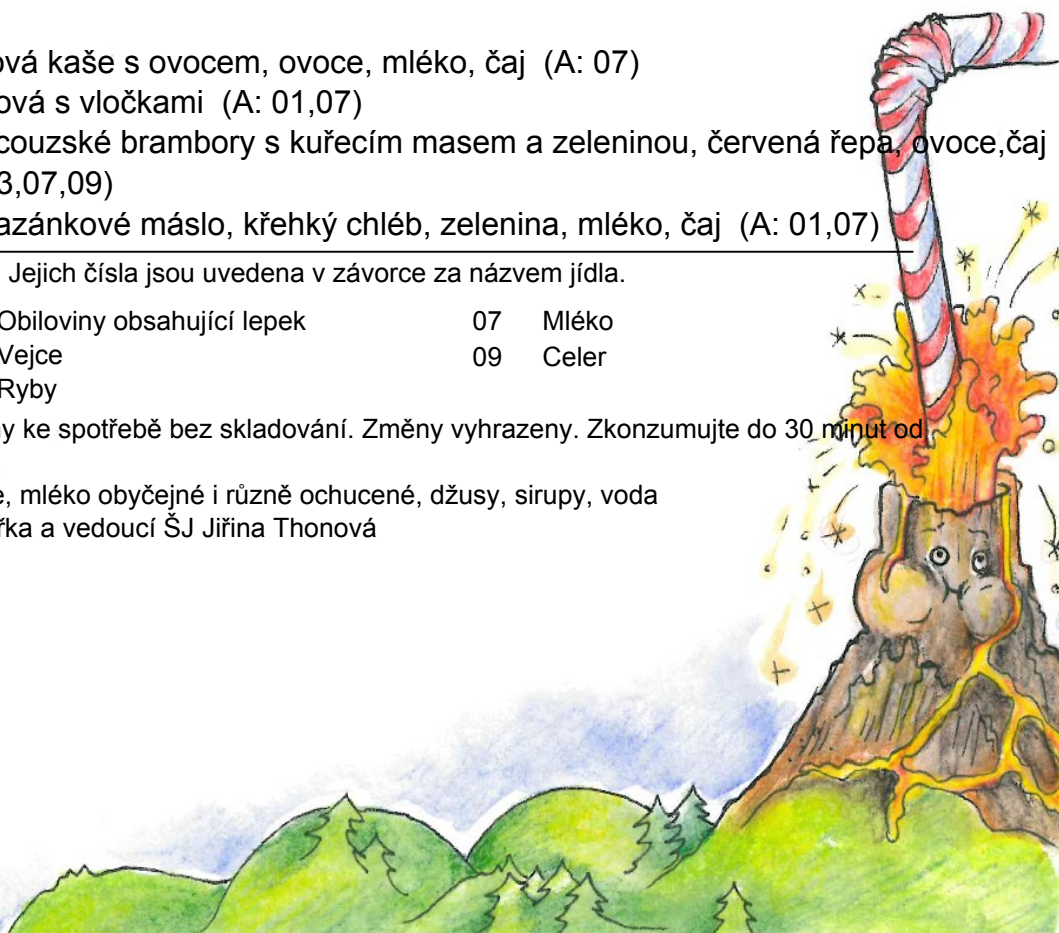 ová kaše s ovocem, ovoce, mléko, čaj (A: 07)
ová s vločkami (A: 01,07)
couzské brambory s kuřecím masem a zeleninou, červená řepa, ovoce,čaj
3,07,09)
azánkové máslo, křehký chléb, zelenina, mléko, čaj (A: 01,07)
Jejich čísla jsou uvedena v závorce za názvem jídla.
Obiloviny obsahující lepek 07 Mléko
Vejce 09 Celer
Ryby
ny ke spotřebě bez skladování. Změny vyhrazeny. Zkonzumujte do 30 minut od
e, mléko obyčejné i různě ochucené, džusy, sirupy, voda
řka a vedoucí ŠJ Jiřina Thonová